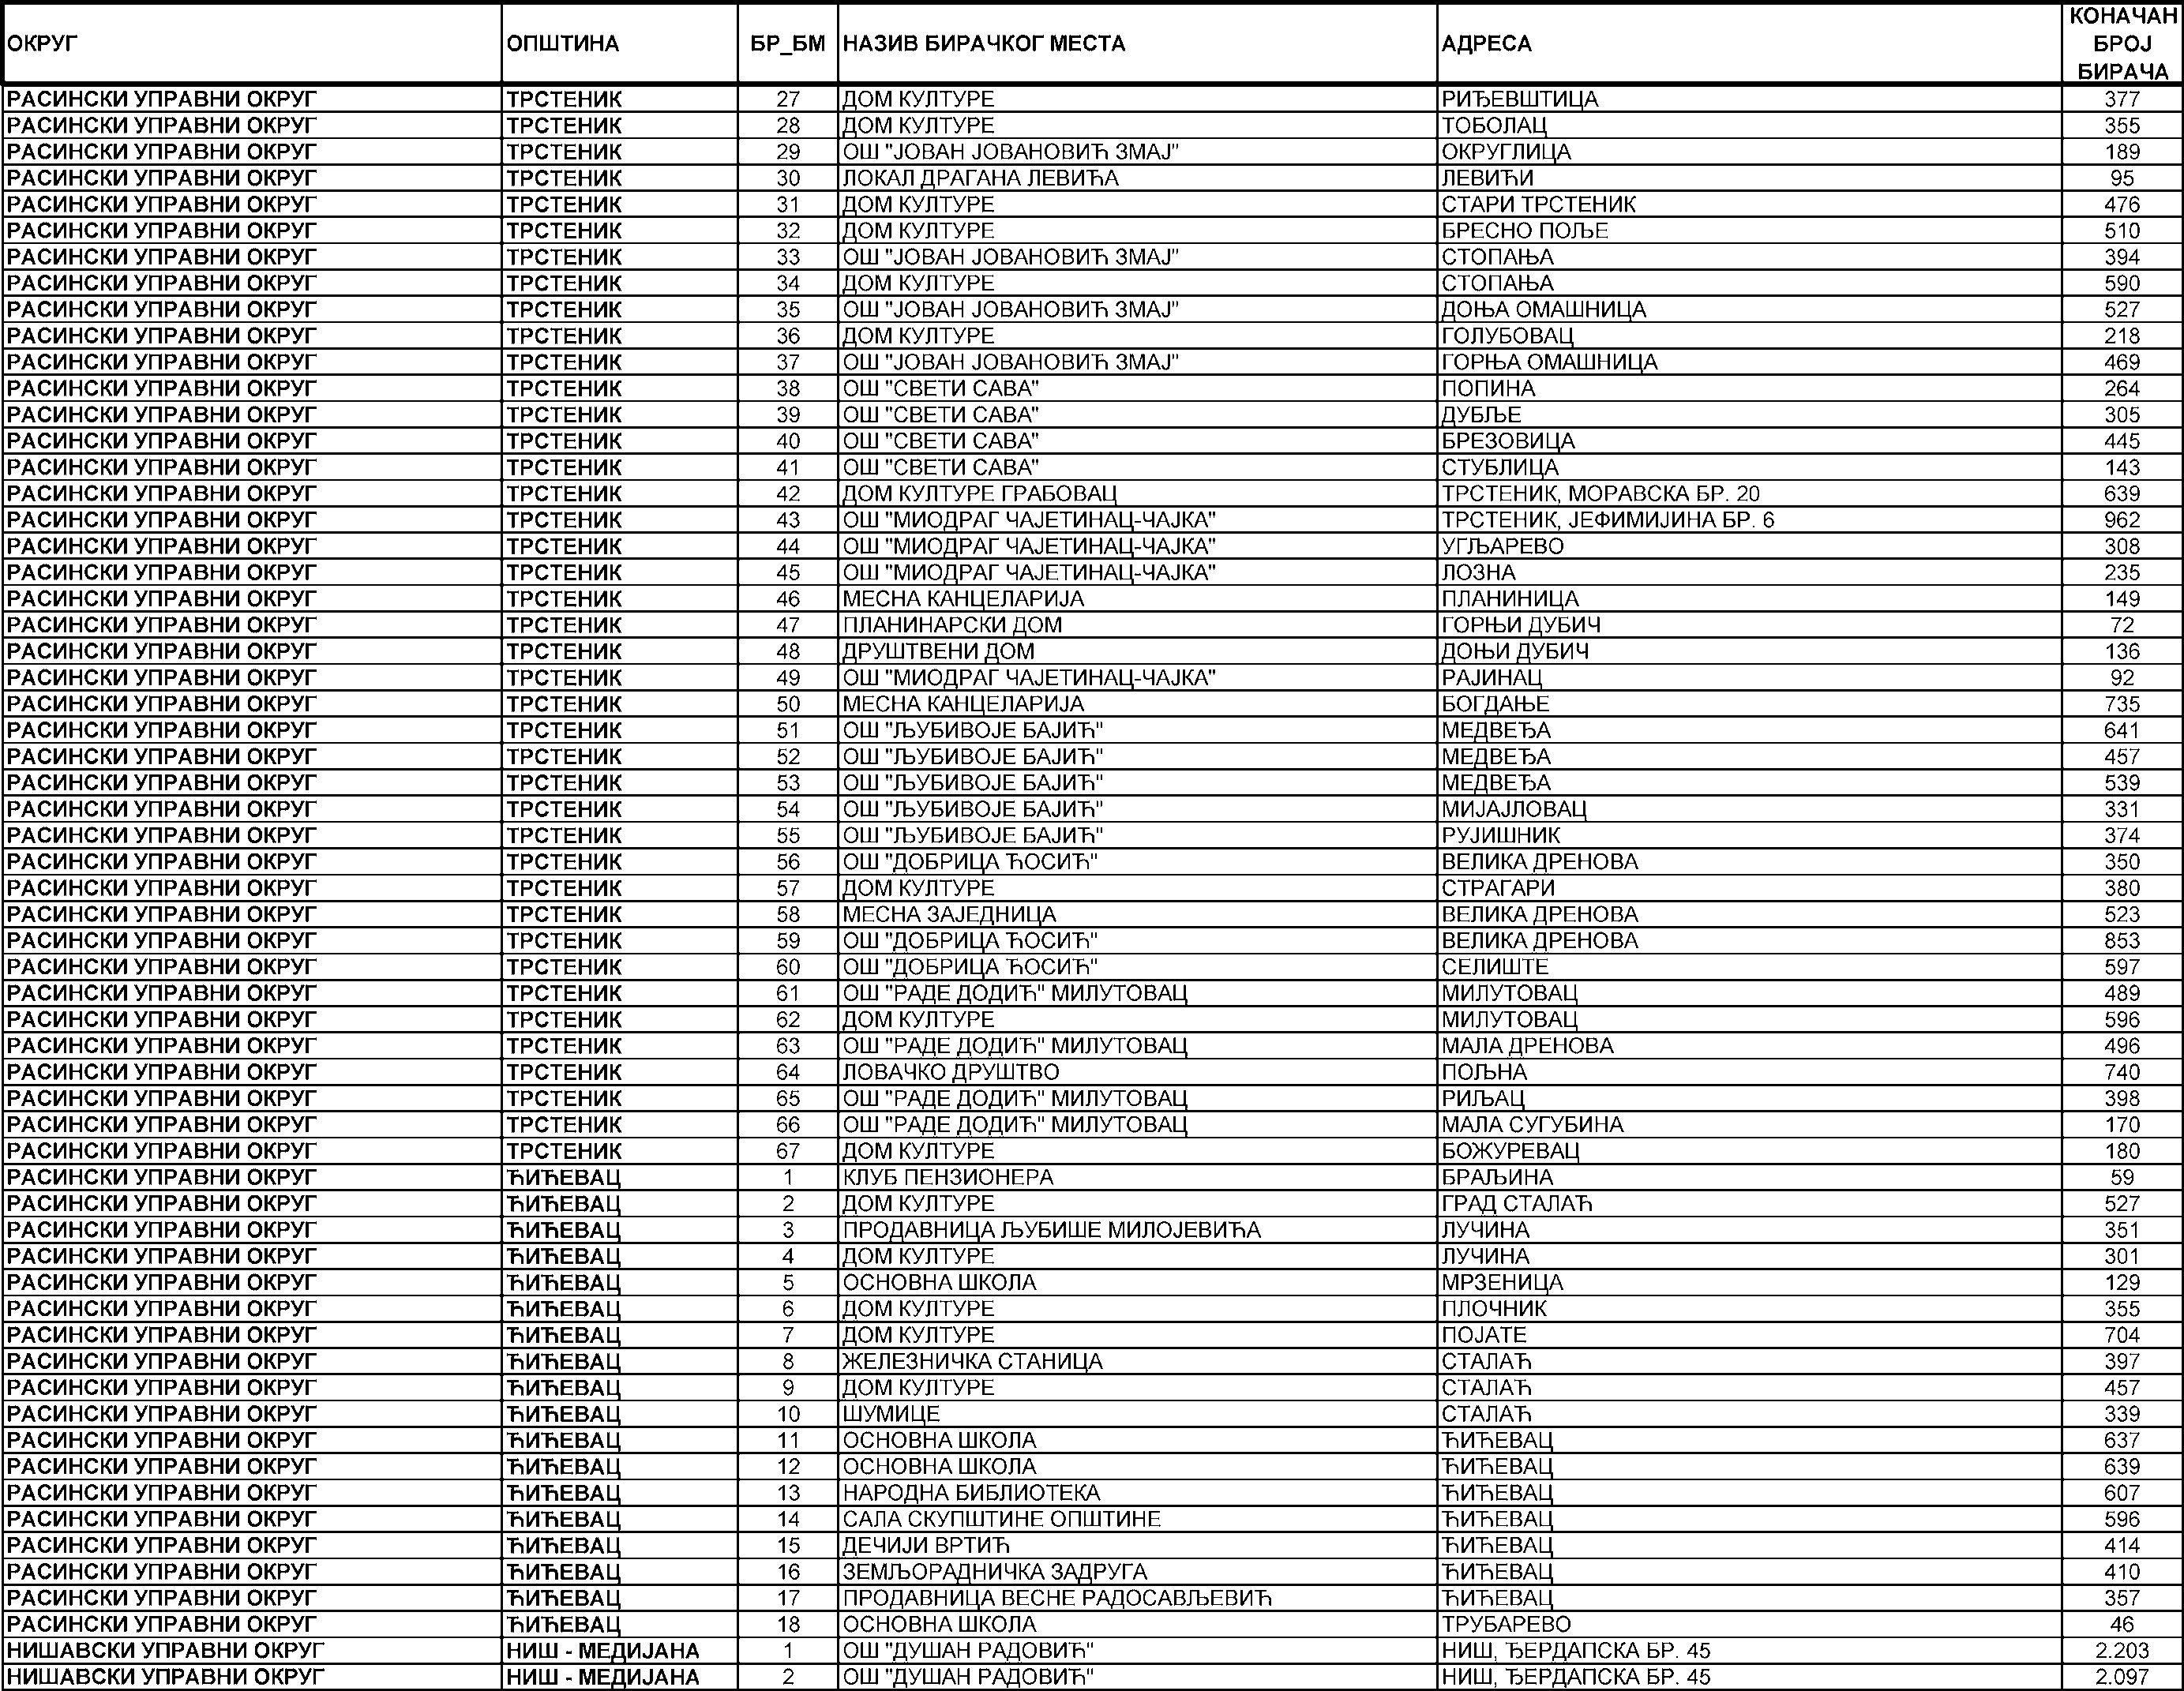 ОКРУГ ОПШТИНА БР_БМ НАЗИВ БИРАЧКОГ МЕСТА АДРЕСА КОНАЧАН БРОЈ БИРАЧА
РАСИНСКИ УПРАВНИ ОКРУГ ТРСТЕНИК 27 ДОМ КУЛТУРЕ РИЂЕВШТИЦА 377
РАСИНСКИ УПРАВНИ ОКРУГ ТРСТЕНИК 28 ДОМ КУЛТУРЕ ТОБОЛАЦ 355
РАСИНСКИ УПРАВНИ ОКРУГ ТРСТЕНИК 29 ОШ "ЈОВАН ЈОВАНОВИЋ ЗМАЈ" ОКРУГЛИЦА 189
РАСИНСКИ УПРАВНИ ОКРУГ ТРСТЕНИК 30 ЛОКАЛ ДРАГАНА ЛЕВИЋА ЛЕВИЋИ 95
РАСИНСКИ УПРАВНИ ОКРУГ ТРСТЕНИК 31 ДОМ КУЛТУРЕ СТАРИ ТРСТЕНИК 476
РАСИНСКИ УПРАВНИ ОКРУГ ТРСТЕНИК 32 ДОМ КУЛТУРЕ БРЕСНО ПОЉЕ 510
РАСИНСКИ УПРАВНИ ОКРУГ ТРСТЕНИК 33 ОШ "ЈОВАН ЈОВАНОВИЋ ЗМАЈ" СТОПАЊА 394
РАСИНСКИ УПРАВНИ ОКРУГ ТРСТЕНИК 34 ДОМ КУЛТУРЕ СТОПАЊА 590
РАСИНСКИ УПРАВНИ ОКРУГ ТРСТЕНИК 35 ОШ "ЈОВАН ЈОВАНОВИЋ ЗМАЈ" ДОЊА ОМАШНИЦА 527
РАСИНСКИ УПРАВНИ ОКРУГ ТРСТЕНИК 36 ДОМ КУЛТУРЕ ГОЛУБОВАЦ 218
РАСИНСКИ УПРАВНИ ОКРУГ ТРСТЕНИК 37 ОШ "ЈОВАН ЈОВАНОВИЋ ЗМАЈ" ГОРЊА ОМАШНИЦА 469
РАСИНСКИ УПРАВНИ ОКРУГ ТРСТЕНИК 38 ОШ "СВЕТИ САВА" ПОПИНА 264
РАСИНСКИ УПРАВНИ ОКРУГ ТРСТЕНИК 39 ОШ "СВЕТИ САВА" ДУБЉЕ 305
РАСИНСКИ УПРАВНИ ОКРУГ ТРСТЕНИК 40 ОШ "СВЕТИ САВА" БРЕЗОВИЦА 445
РАСИНСКИ УПРАВНИ ОКРУГ ТРСТЕНИК 41 ОШ "СВЕТИ САВА" СТУБЛИЦА 143
РАСИНСКИ УПРАВНИ ОКРУГ ТРСТЕНИК 42 ДОМ КУЛТУРЕ ГРАБОВАЦ ТРСТЕНИК, МОРАВСКА БР. 20 639
РАСИНСКИ УПРАВНИ ОКРУГ ТРСТЕНИК 43 ОШ "МИОДРАГ ЧАЈЕТИНАЦ-ЧАЈКА" ТРСТЕНИК, ЈЕФИМИЈИНА БР. 6 962
РАСИНСКИ УПРАВНИ ОКРУГ ТРСТЕНИК 44 ОШ "МИОДРАГ ЧАЈЕТИНАЦ-ЧАЈКА" УГЉАРЕВО 308
РАСИНСКИ УПРАВНИ ОКРУГ ТРСТЕНИК 45 ОШ "МИОДРАГ ЧАЈЕТИНАЦ-ЧАЈКА" ЛОЗНА 235
РАСИНСКИ УПРАВНИ ОКРУГ ТРСТЕНИК 46 МЕСНА КАНЦЕЛАРИЈА ПЛАНИНИЦА 149
РАСИНСКИ УПРАВНИ ОКРУГ ТРСТЕНИК 47 ПЛАНИНАРСКИ ДОМ ГОРЊИ ДУБИЧ 72
РАСИНСКИ УПРАВНИ ОКРУГ ТРСТЕНИК 48 ДРУШТВЕНИ ДОМ ДОЊИ ДУБИЧ 136
РАСИНСКИ УПРАВНИ ОКРУГ ТРСТЕНИК 49 ОШ "МИОДРАГ ЧАЈЕТИНАЦ-ЧАЈКА" РАЈИНАЦ 92
РАСИНСКИ УПРАВНИ ОКРУГ ТРСТЕНИК 50 МЕСНА КАНЦЕЛАРИЈА БОГДАЊЕ 735
РАСИНСКИ УПРАВНИ ОКРУГ ТРСТЕНИК 51 ОШ "ЉУБИВОЈЕ БАЈИЋ" МЕДВЕЂА 641
РАСИНСКИ УПРАВНИ ОКРУГ ТРСТЕНИК 52 ОШ "ЉУБИВОЈЕ БАЈИЋ" МЕДВЕЂА 457
РАСИНСКИ УПРАВНИ ОКРУГ ТРСТЕНИК 53 ОШ "ЉУБИВОЈЕ БАЈИЋ" МЕДВЕЂА 539
РАСИНСКИ УПРАВНИ ОКРУГ ТРСТЕНИК 54 ОШ "ЉУБИВОЈЕ БАЈИЋ" МИЈАЈЛОВАЦ 331
РАСИНСКИ УПРАВНИ ОКРУГ ТРСТЕНИК 55 ОШ "ЉУБИВОЈЕ БАЈИЋ" РУЈИШНИК 374
РАСИНСКИ УПРАВНИ ОКРУГ ТРСТЕНИК 56 ОШ "ДОБРИЦА ЋОСИЋ" ВЕЛИКА ДРЕНОВА 350
РАСИНСКИ УПРАВНИ ОКРУГ ТРСТЕНИК 57 ДОМ КУЛТУРЕ СТРАГАРИ 380
РАСИНСКИ УПРАВНИ ОКРУГ ТРСТЕНИК 58 МЕСНА ЗАЈЕДНИЦА ВЕЛИКА ДРЕНОВА 523
РАСИНСКИ УПРАВНИ ОКРУГ ТРСТЕНИК 59 ОШ "ДОБРИЦА ЋОСИЋ" ВЕЛИКА ДРЕНОВА 853
РАСИНСКИ УПРАВНИ ОКРУГ ТРСТЕНИК 60 ОШ "ДОБРИЦА ЋОСИЋ" СЕЛИШТЕ 597
РАСИНСКИ УПРАВНИ ОКРУГ ТРСТЕНИК 61 ОШ "РАДЕ ДОДИЋ" МИЛУТОВАЦ МИЛУТОВАЦ 489
РАСИНСКИ УПРАВНИ ОКРУГ ТРСТЕНИК 62 ДОМ КУЛТУРЕ МИЛУТОВАЦ 596
РАСИНСКИ УПРАВНИ ОКРУГ ТРСТЕНИК 63 ОШ "РАДЕ ДОДИЋ" МИЛУТОВАЦ МАЛА ДРЕНОВА 496
РАСИНСКИ УПРАВНИ ОКРУГ ТРСТЕНИК 64 ЛОВАЧКО ДРУШТВО ПОЉНА 740
РАСИНСКИ УПРАВНИ ОКРУГ ТРСТЕНИК 65 ОШ "РАДЕ ДОДИЋ" МИЛУТОВАЦ РИЉАЦ 398
РАСИНСКИ УПРАВНИ ОКРУГ ТРСТЕНИК 66 ОШ "РАДЕ ДОДИЋ" МИЛУТОВАЦ МАЛА СУГУБИНА 170
РАСИНСКИ УПРАВНИ ОКРУГ ТРСТЕНИК 67 ДОМ КУЛТУРЕ БОЖУРЕВАЦ 180
РАСИНСКИ УПРАВНИ ОКРУГ ЋИЋЕВАЦ 1 КЛУБ ПЕНЗИОНЕРА БРАЉИНА 59
РАСИНСКИ УПРАВНИ ОКРУГ ЋИЋЕВАЦ 2 ДОМ КУЛТУРЕ ГРАД СТАЛАЋ 527
РАСИНСКИ УПРАВНИ ОКРУГ ЋИЋЕВАЦ 3 ПРОДАВНИЦА ЉУБИШЕ МИЛОЈЕВИЋА ЛУЧИНА 351
РАСИНСКИ УПРАВНИ ОКРУГ ЋИЋЕВАЦ 4 ДОМ КУЛТУРЕ ЛУЧИНА 301
РАСИНСКИ УПРАВНИ ОКРУГ ЋИЋЕВАЦ 5 ОСНОВНА ШКОЛА МРЗЕНИЦА 129
РАСИНСКИ УПРАВНИ ОКРУГ ЋИЋЕВАЦ 6 ДОМ КУЛТУРЕ ПЛОЧНИК 355
РАСИНСКИ УПРАВНИ ОКРУГ ЋИЋЕВАЦ 7 ДОМ КУЛТУРЕ ПОЈАТЕ 704
РАСИНСКИ УПРАВНИ ОКРУГ ЋИЋЕВАЦ 8 ЖЕЛЕЗНИЧКА СТАНИЦА СТАЛАЋ 397
РАСИНСКИ УПРАВНИ ОКРУГ ЋИЋЕВАЦ 9 ДОМ КУЛТУРЕ СТАЛАЋ 457
РАСИНСКИ УПРАВНИ ОКРУГ ЋИЋЕВАЦ 10 ШУМИЦЕ СТАЛАЋ 339
РАСИНСКИ УПРАВНИ ОКРУГ ЋИЋЕВАЦ 11 ОСНОВНА ШКОЛА ЋИЋЕВАЦ 637
РАСИНСКИ УПРАВНИ ОКРУГ ЋИЋЕВАЦ 12 ОСНОВНА ШКОЛА ЋИЋЕВАЦ 639
РАСИНСКИ УПРАВНИ ОКРУГ ЋИЋЕВАЦ 13 НАРОДНА БИБЛИОТЕКА ЋИЋЕВАЦ 607
РАСИНСКИ УПРАВНИ ОКРУГ ЋИЋЕВАЦ 14 САЛА СКУПШТИНЕ ОПШТИНЕ ЋИЋЕВАЦ 596
РАСИНСКИ УПРАВНИ ОКРУГ ЋИЋЕВАЦ 15 ДЕЧИЈИ ВРТИЋ ЋИЋЕВАЦ 414
РАСИНСКИ УПРАВНИ ОКРУГ ЋИЋЕВАЦ 16 ЗЕМЉОРАДНИЧКА ЗАДРУГА ЋИЋЕВАЦ 410
РАСИНСКИ УПРАВНИ ОКРУГ ЋИЋЕВАЦ 17 ПРОДАВНИЦА ВЕСНЕ РАДОСАВЉЕВИЋ ЋИЋЕВАЦ 357
РАСИНСКИ УПРАВНИ ОКРУГ ЋИЋЕВАЦ 18 ОСНОВНА ШКОЛА ТРУБАРЕВО 46
НИШАВСКИ УПРАВНИ ОКРУГ НИШ - МЕДИЈАНА 1 ОШ "ДУШАН РАДОВИЋ" НИШ, ЂЕРДАПСКА БР. 45 2.203
НИШАВСКИ УПРАВНИ ОКРУГ НИШ - МЕДИЈАНА 2 ОШ "ДУШАН РАДОВИЋ" НИШ, ЂЕРДАПСКА БР. 45 2.097